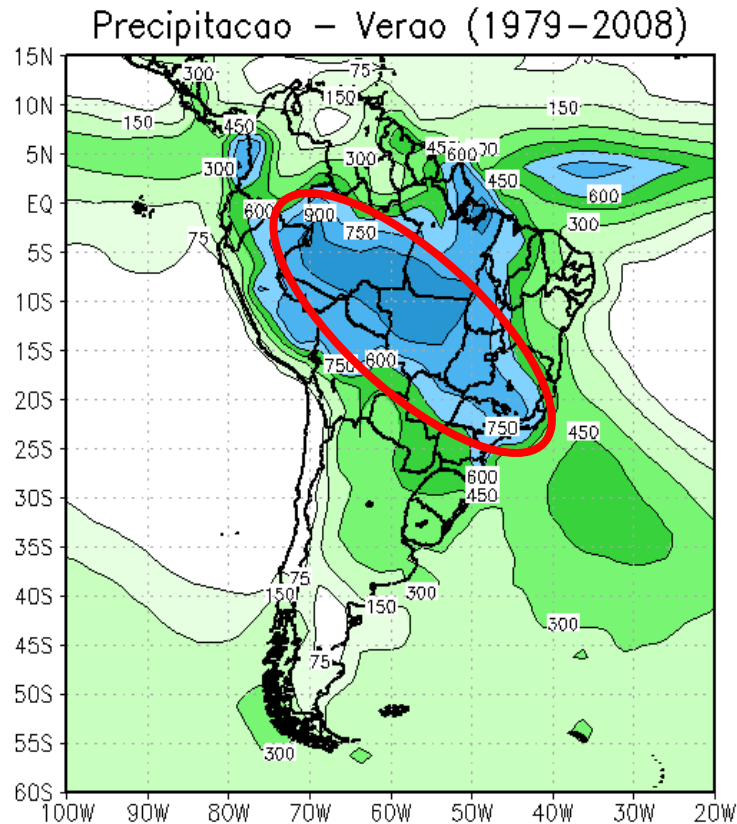 Precipitacao – Verao (1979–2008)
15N
10N
5N
EQ
5S
10S
15S
20S
25S
30S
35S
40S
45S
50S
55S
60S
100W 90W 80W 70W 60W 50W 40W 30W 20W
300 75 75
150 150 150
450 450
300 300 600 450
600
600 900 300
75 750
750 600
750 450
600
450
75
150 150 300
300
75
300